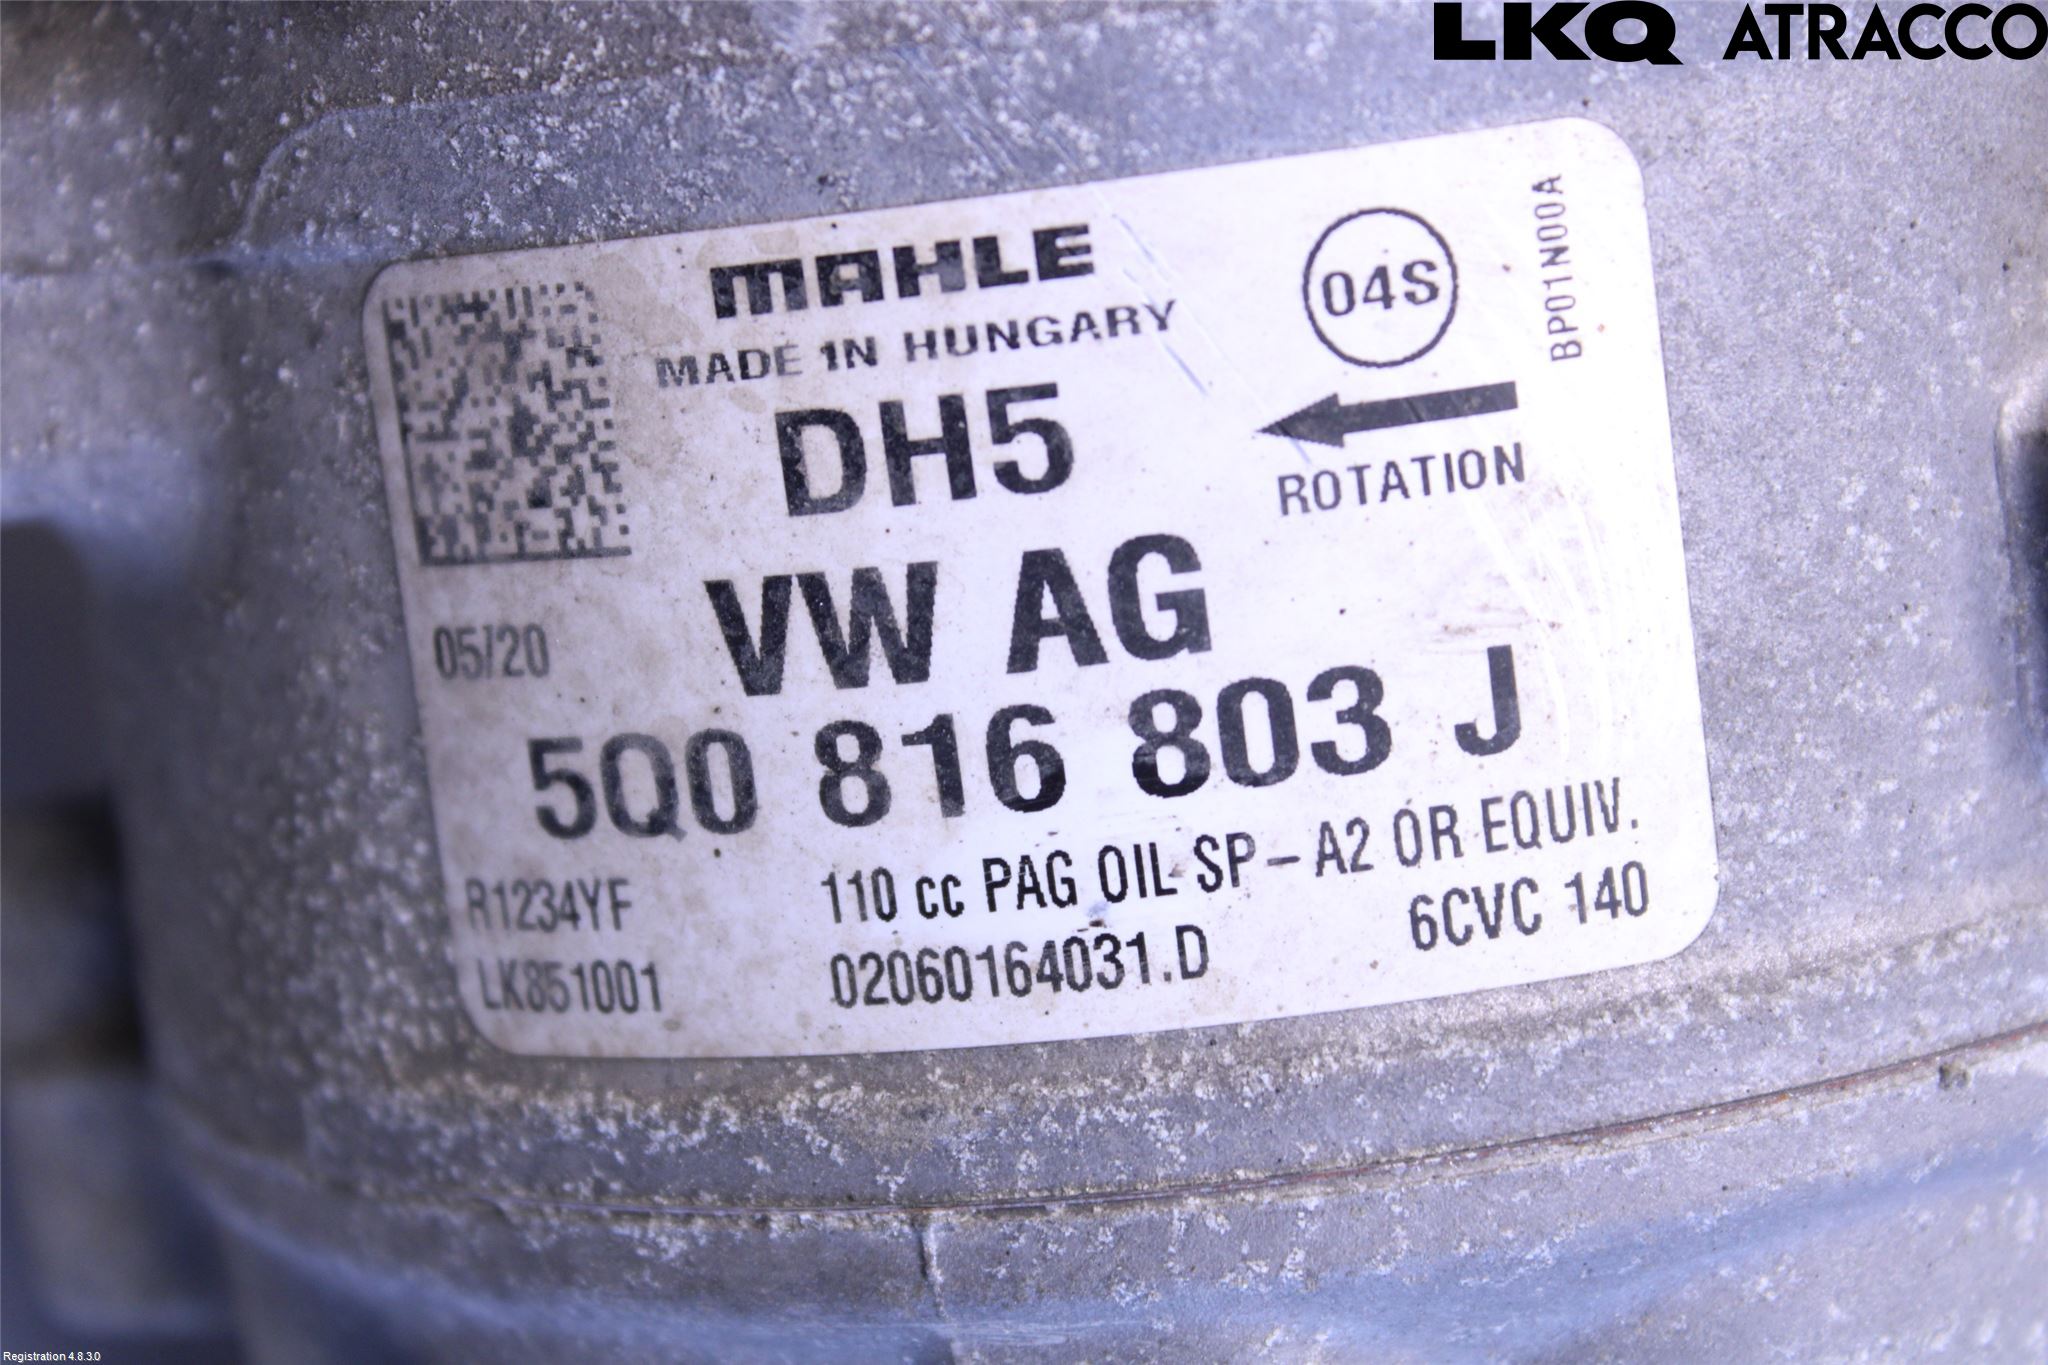 LKQ ATRACCO
MAHLE
MADE IN HUNGARY
04S
BP01N00A
DH5
ROTATION
VW AG
05/20
5Q0 816 803 J
R1234YF
110 cc PAG OIL SP-A2 OR EQUIV.
LK851001
02060164031.D
6CVC 140
Registration 4.8.3.0